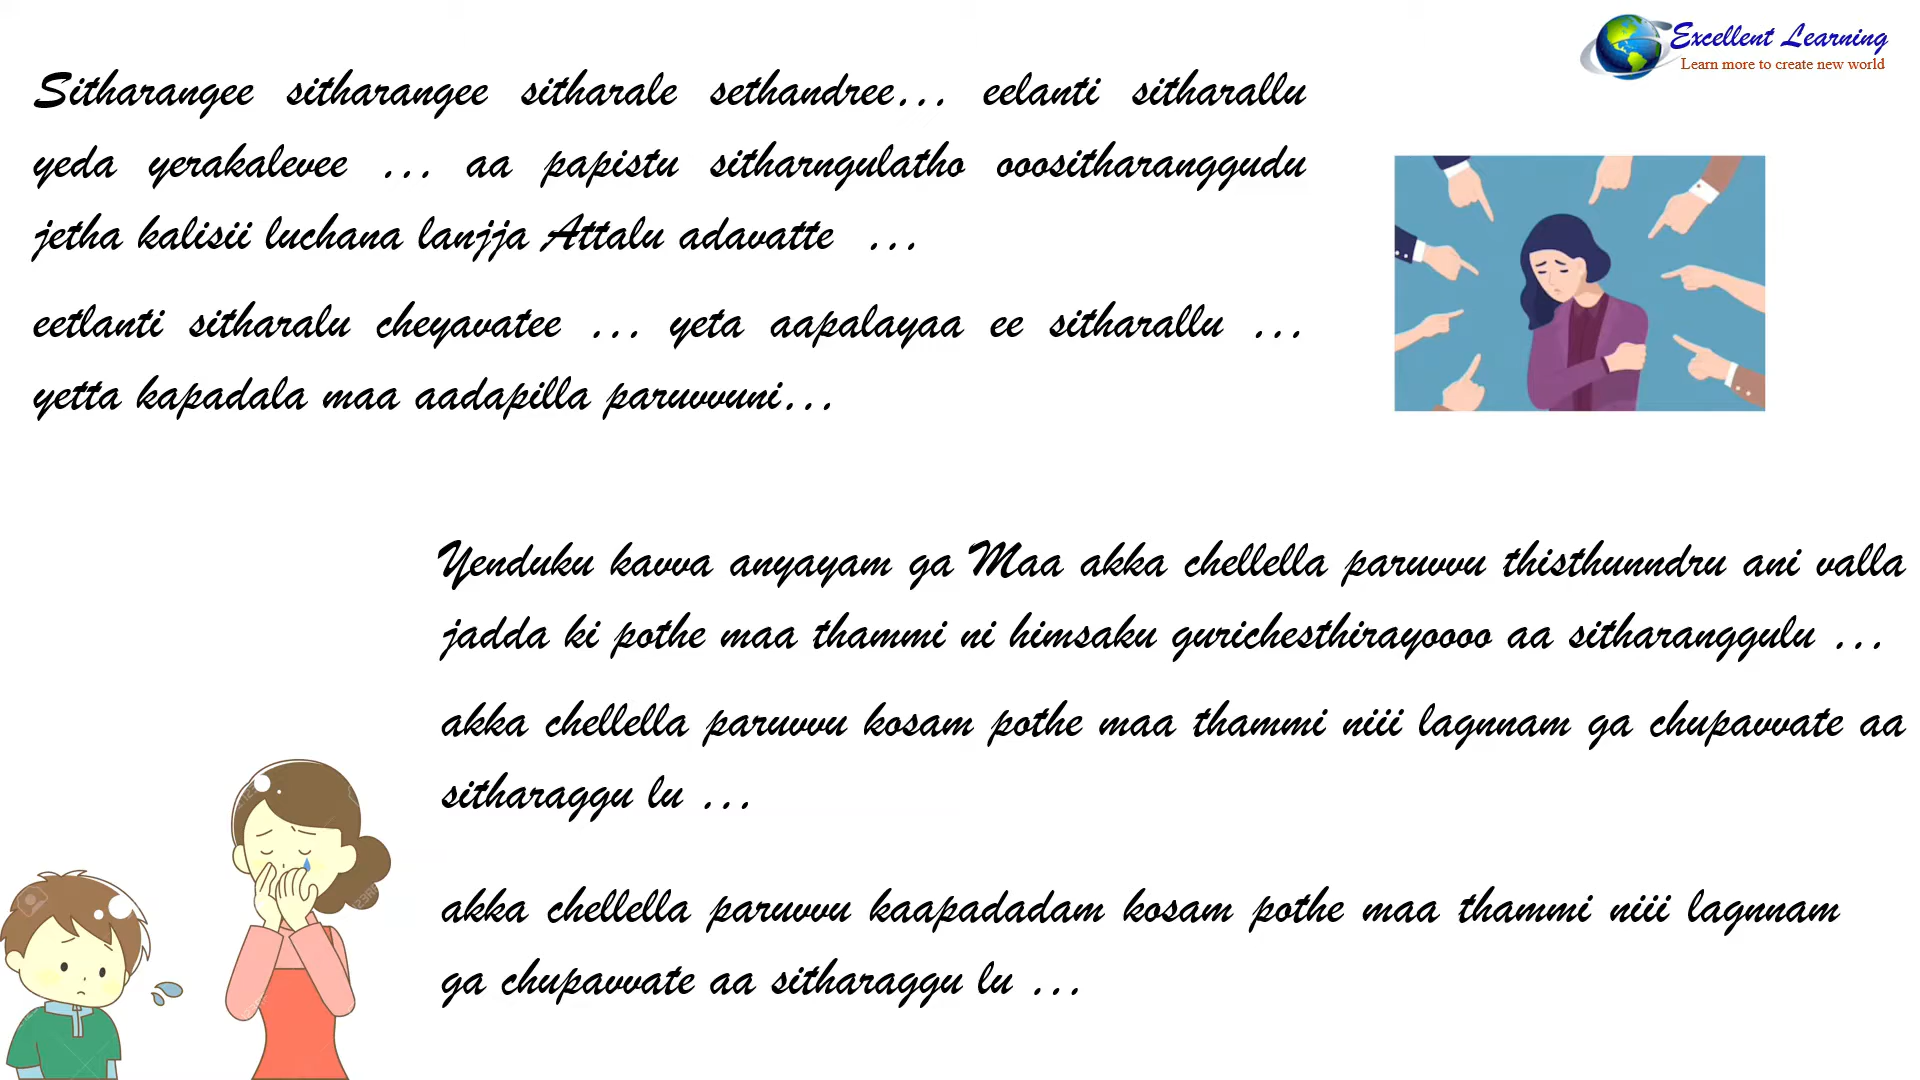 Excellent Learning
Learn more to create new world
Sitharangee sitharangee sitharale sethandree... eelanti sitharallu
yeda yerakalevee ... aa papistu sitharngulatho ooositharanggudu
jetha kalisii luchana lanjja Attalu adavatte ...
eetlanti sitharalu cheyavatee ... yeta aapalayaa ee sitharallu ...
yetta kapadala maa aadapilla paruvvuni...
Yenduku kavva anyayam ga Maa akka chellella paruvvu thisthunndru ani valla
jadda ki pothe maa thammi ni himsaku gurichesthirayoooo aa sitharanggulu ...
akka chellella paruvvu kosam pothe maa thammi niii lagnnam ga chupavvate aa
sitharaggu lu ...
akka chellella paruvvu kaapadadam kosam pothe maa thammi niii lagnnam
ga chupavvate aa sitharaggu lu ...